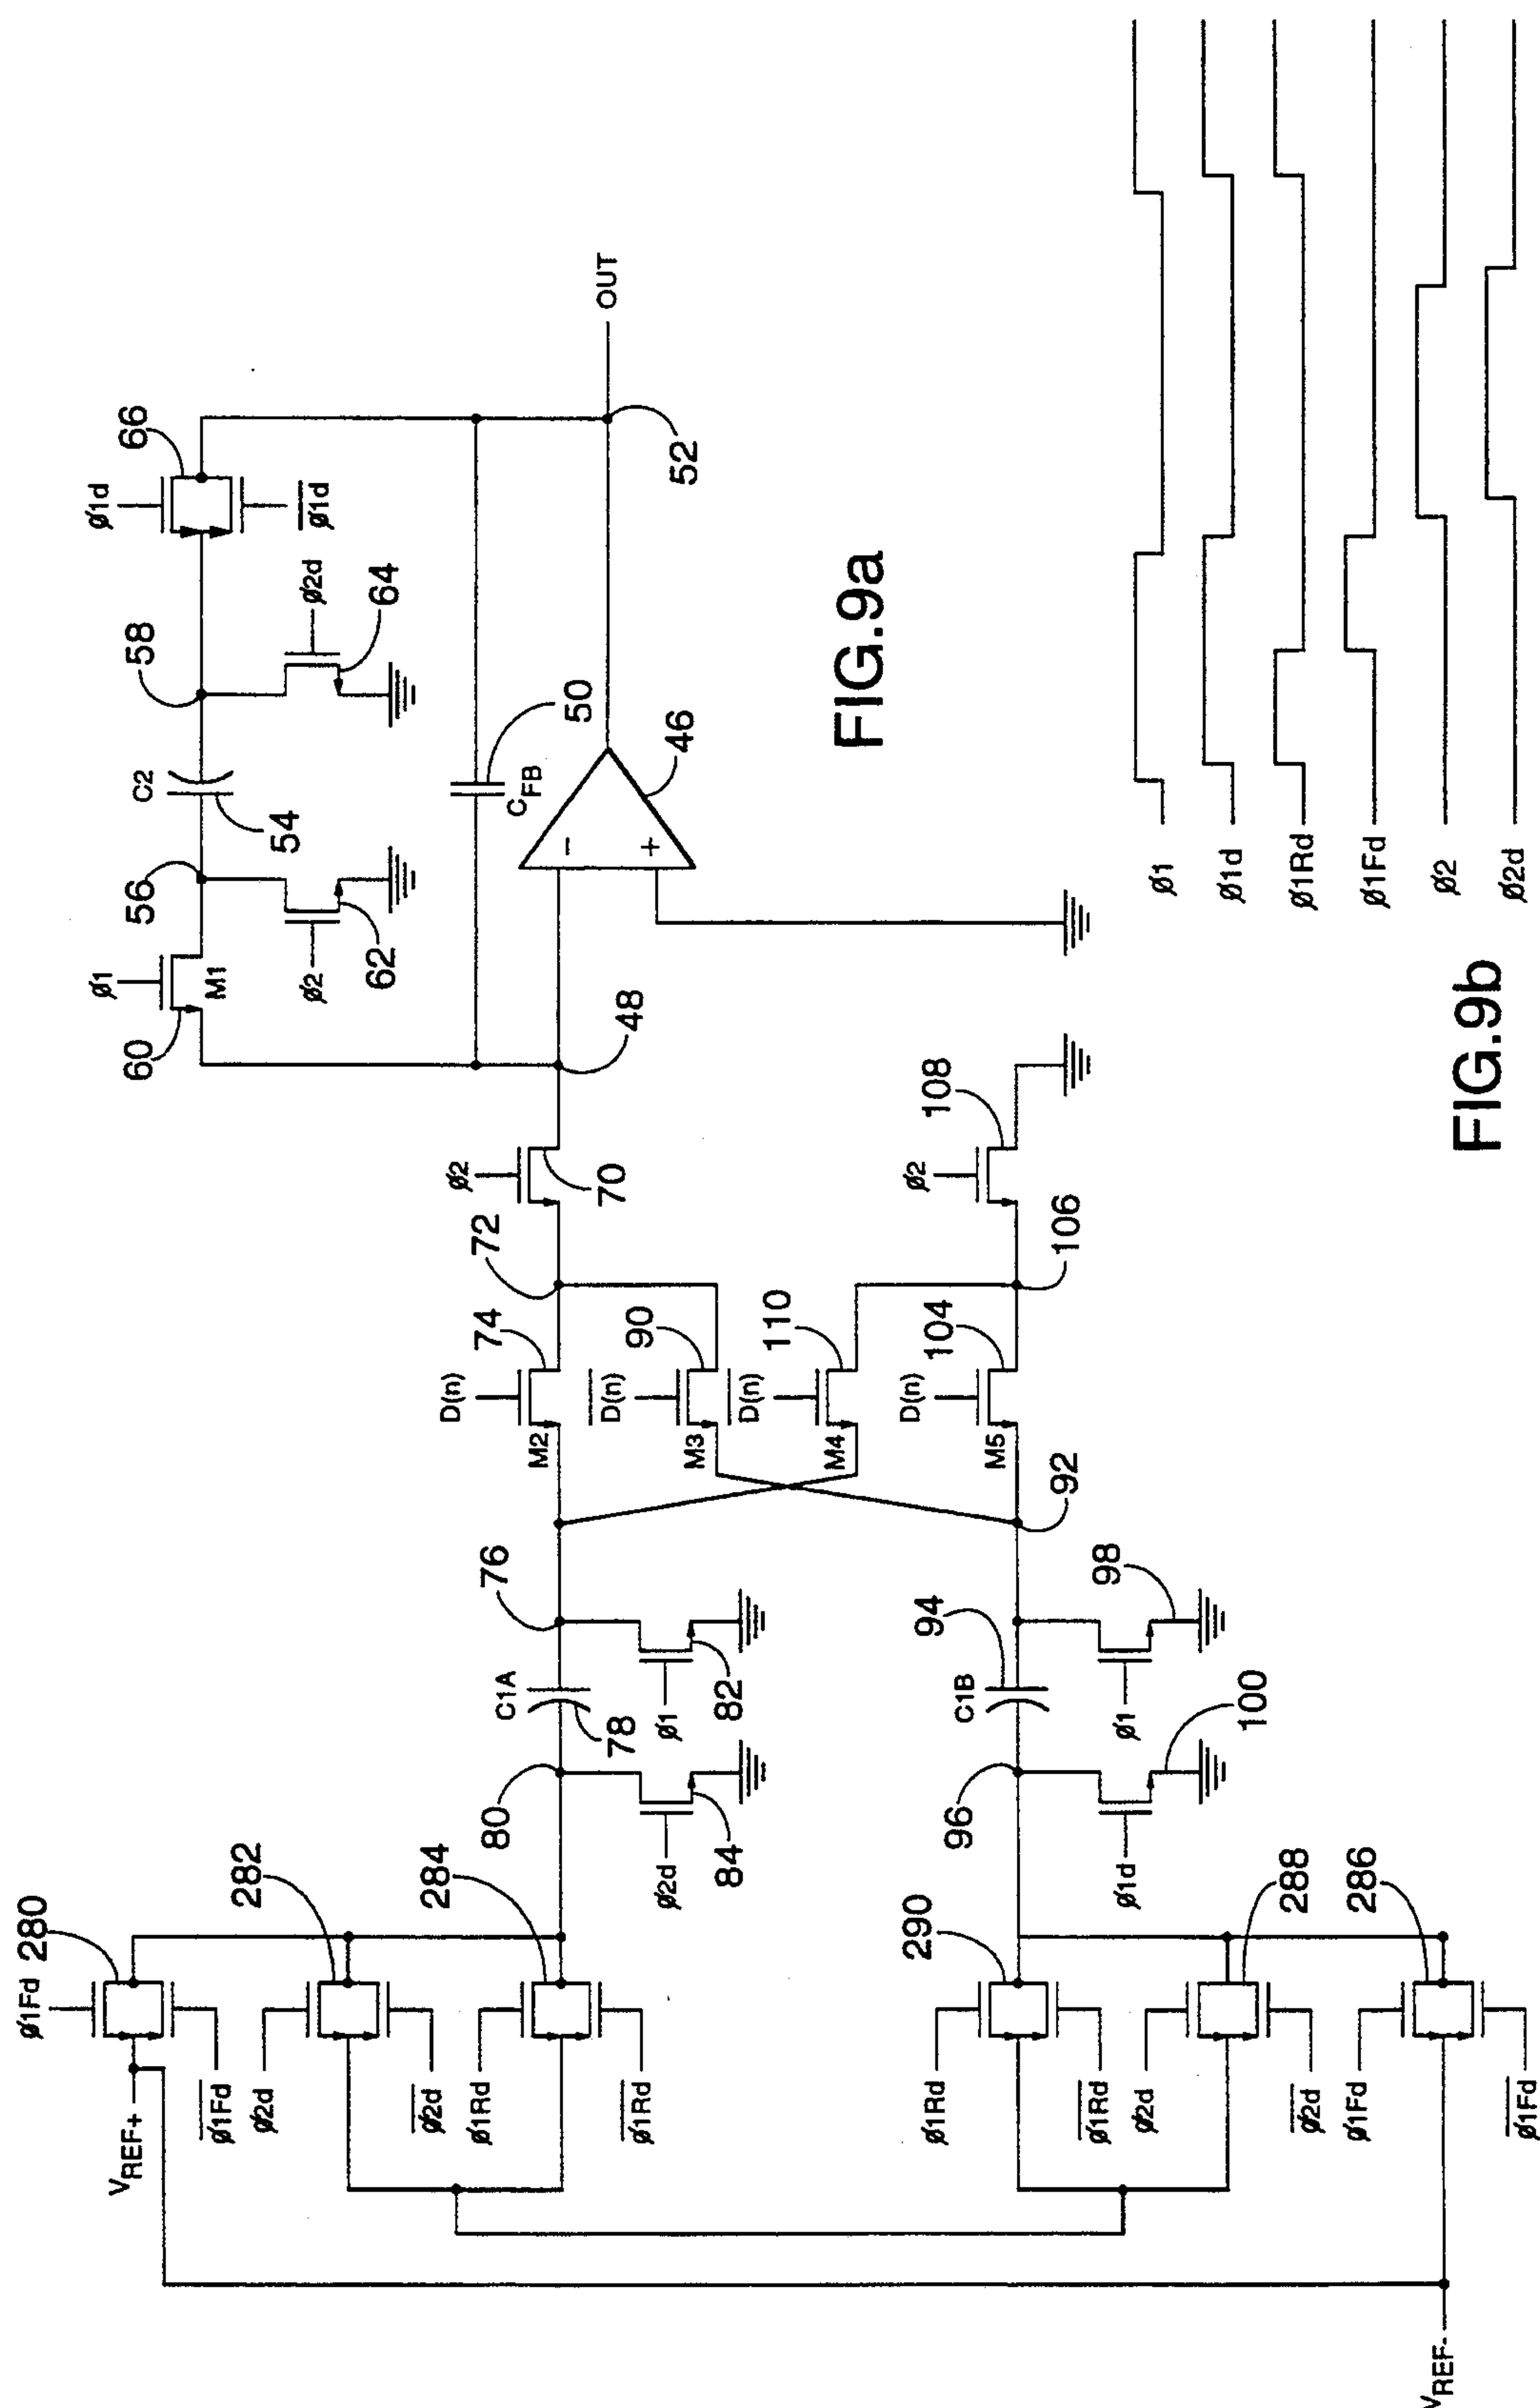 ø1Fd
280
VREF+
ø1Fd
ø2d
282
ø2d
ø1Rd
284
ø1Rd
80
ø2d
84
C1A
78
76
ø1
82
D(n)
74
M2
72
ø2
70
D(n)
90
M3
D(n)
110
M4
D(n)
104
M5
106
ø2
108
92
94
C1B
ø1
98
96
ø1d
100
ø1Rd
290
ø1Rd
ø2d
288
ø2d
ø1Fd
286
ø1Fd
VREF-
48
ø1
60
M1
56
ø2
62
C2
54
58
ø2d
64
ø1d
66
ø1d
CFB
50
-
+
46
52
OUT
FIG.9a
ø1
ø1d
ø1Rd
ø1Fd
ø2
ø2d
FIG.9b